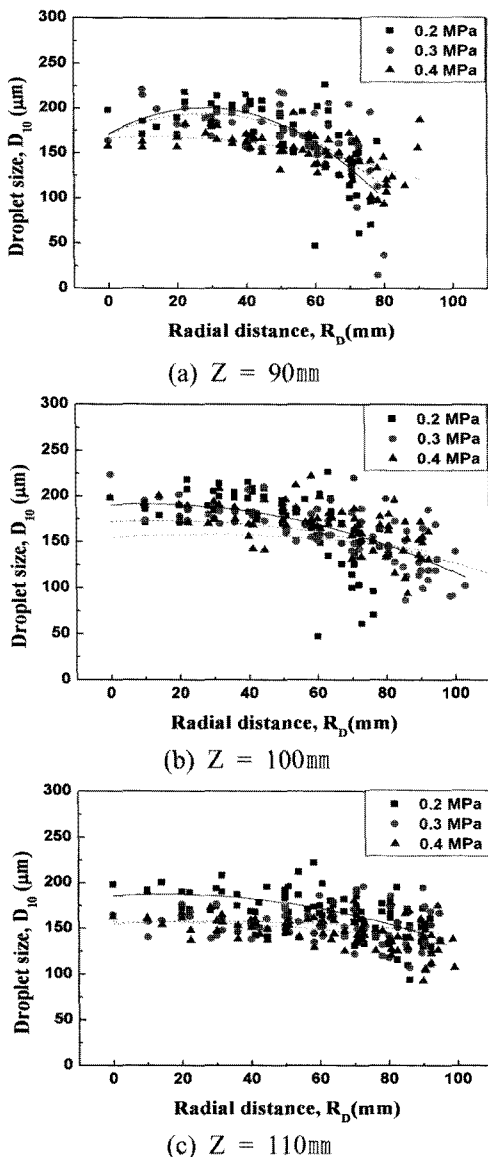 300
250
200
150
100
50
0
0 20 40 60 80 100
Droplet size, D10 (μm)
Radial distance, RD(mm)
0.2 MPa
0.3 MPa
0.4 MPa
(a) Z = 90㎜
300
250
200
150
100
50
0
0 20 40 60 80 100
Droplet size, D10 (μm)
Radial distance, RD(mm)
0.2 MPa
0.3 MPa
0.4 MPa
(b) Z = 100㎜
300
250
200
150
100
50
0
0 20 40 60 80 100
Droplet size, D10 (μm)
Radial distance, RD(mm)
0.2 MPa
0.3 MPa
0.4 MPa
(c) Z = 110㎜